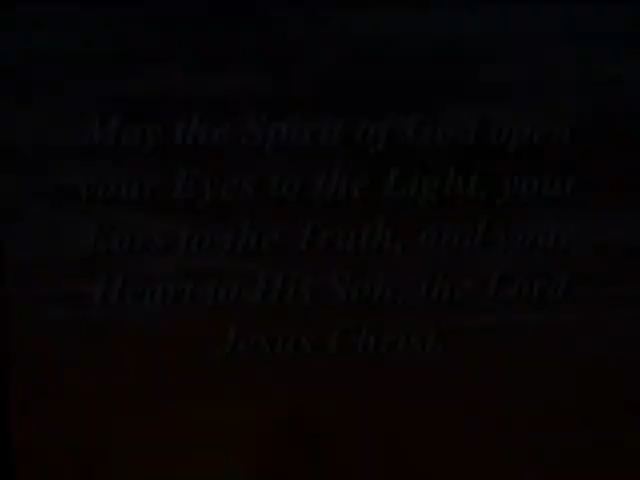 May the Spirit of God open
your Eyes to the Light, your
Ears to the Truth, and your
Heart to His Son, the Lord
Jesus Christ.